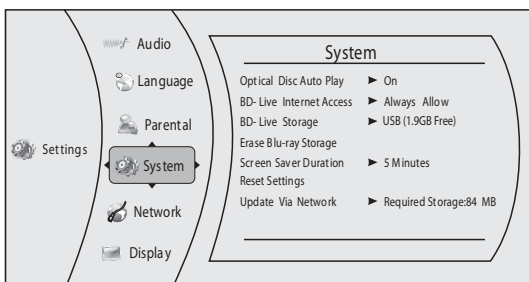 Settings
Audio
Language
Parental
System
Network
Display
System
Optical Disc Auto Play ► On
BD- Live Internet Access ► Always Allow
BD- Live Storage ► USB (1.9GB Free)
Erase Blu-ray Storage
Screen Saver Duration ► 5 Minutes
Reset Settings
Update Via Network ► Required Storage:84 MB